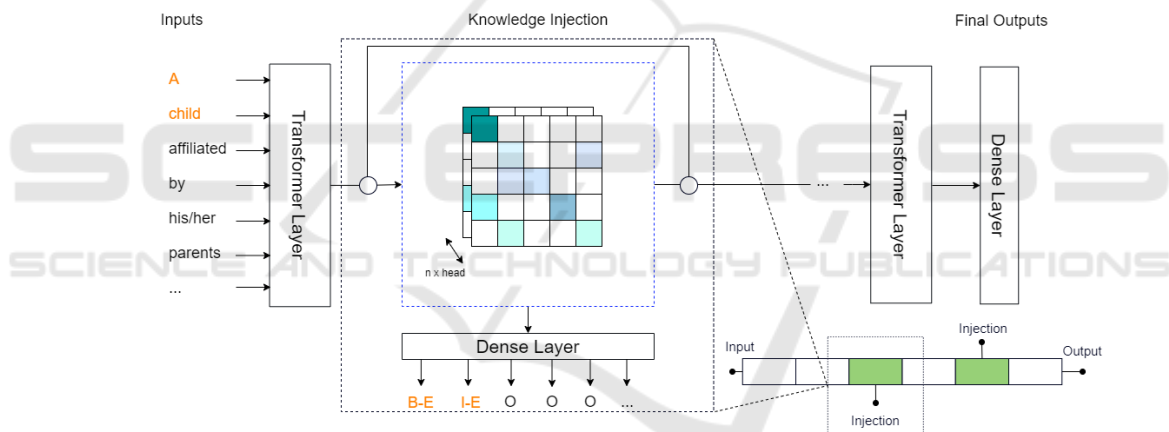 Inputs
Knowledge Injection
Final Outputs
A
child
affiliated
by
his/her
parents
...
Transformer Layer
n x head
Dense Layer
B-E I-E O O O ...
...
Transformer Layer
Dense Layer
Input
Injection
Output
Injection
SCITEPRESS
SCIENCE AND TECHNOLOGY PUBLICATIONS